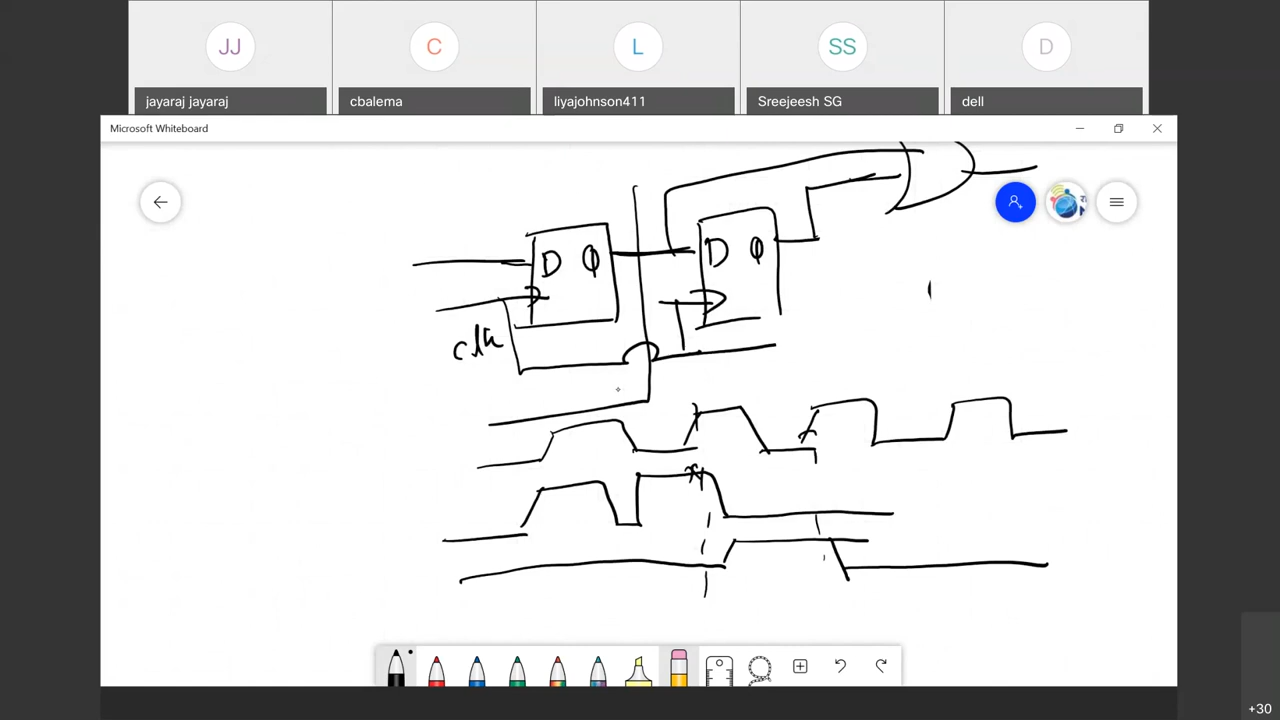 JJ C L SS D
jayaraj jayaraj cbalema liyajohnson411 Sreejeesh SG dell
Microsoft Whiteboard
D Q D Q
clk
+30